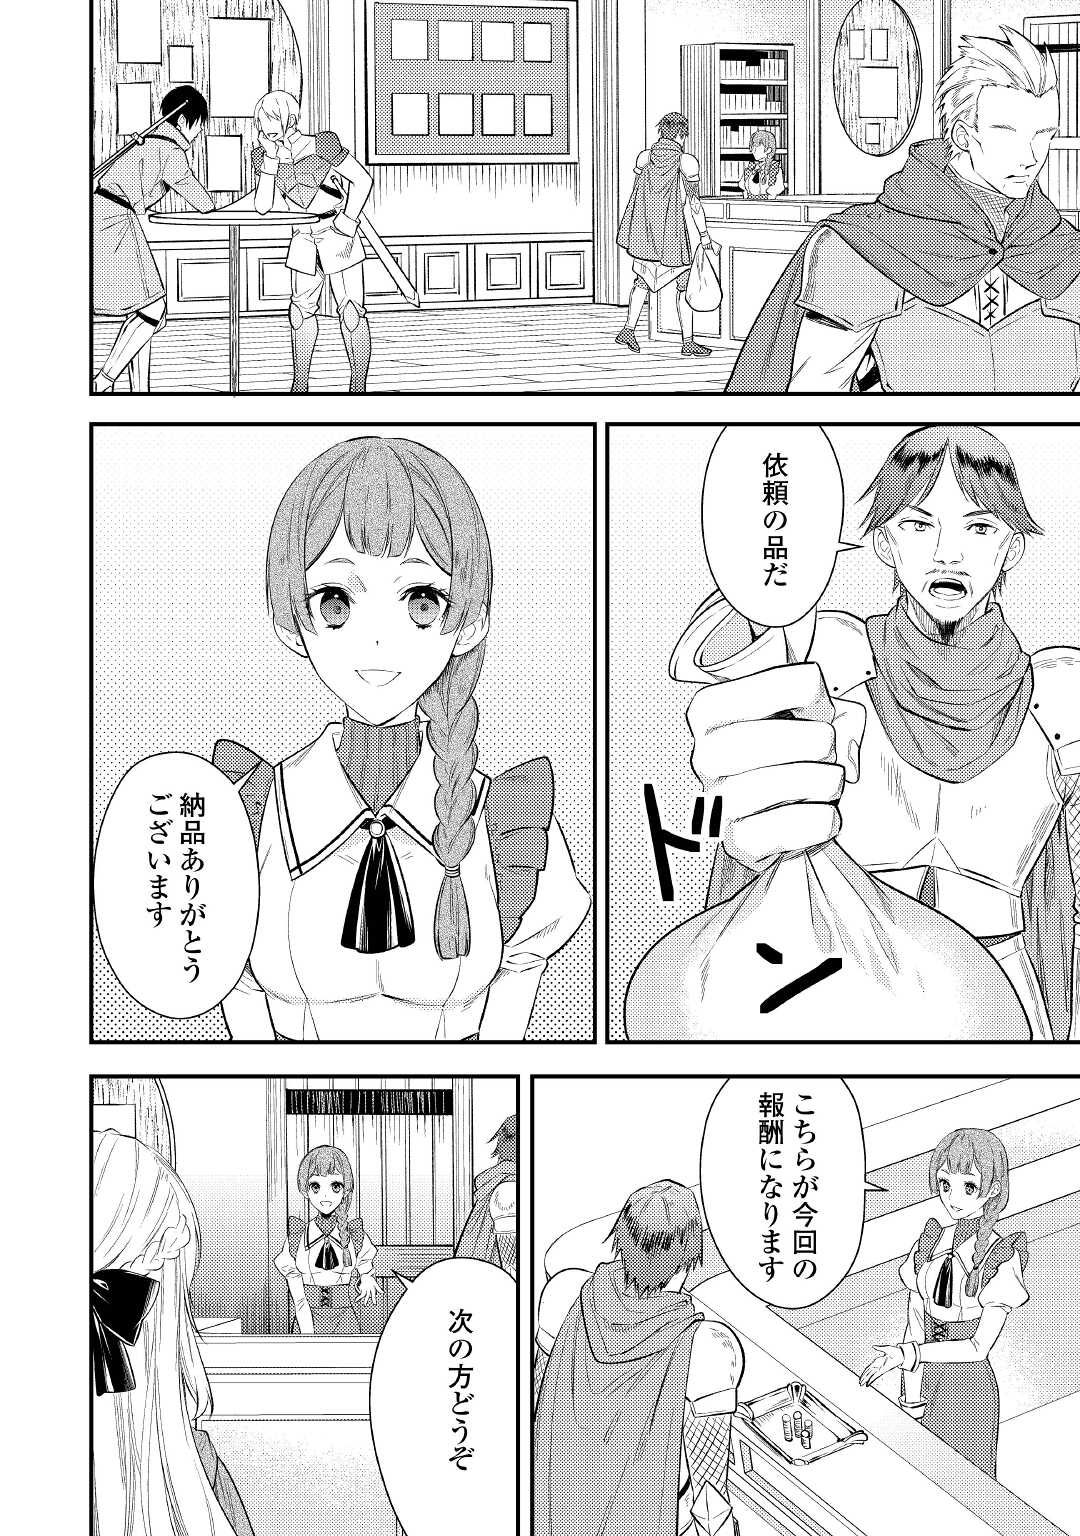 依頼の品だ
ドン
納品ありがとう
ございます
こちらが今回の
報酬になります
次の方どうぞ